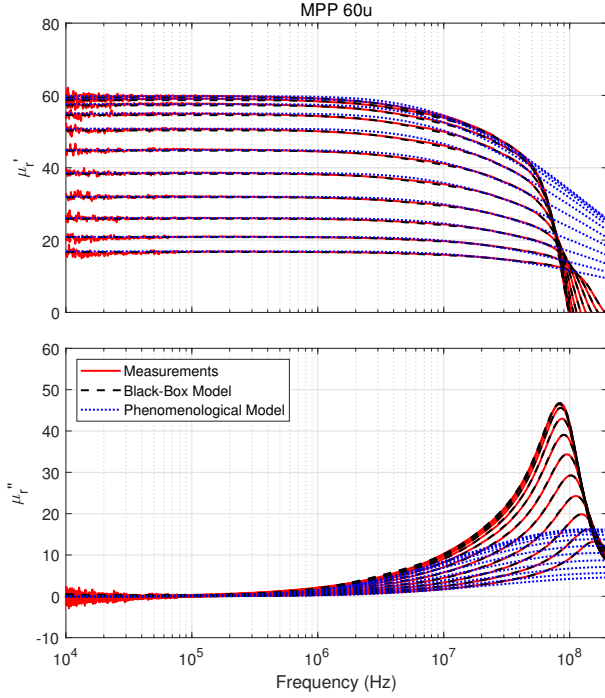 MPP 60u
80
60
40
20
0
μr'
60
50
40
30
20
10
0
-10
μr"
Measurements
Black-Box Model
Phenomenological Model
10^4 10^5 10^6 10^7 10^8
Frequency (Hz)